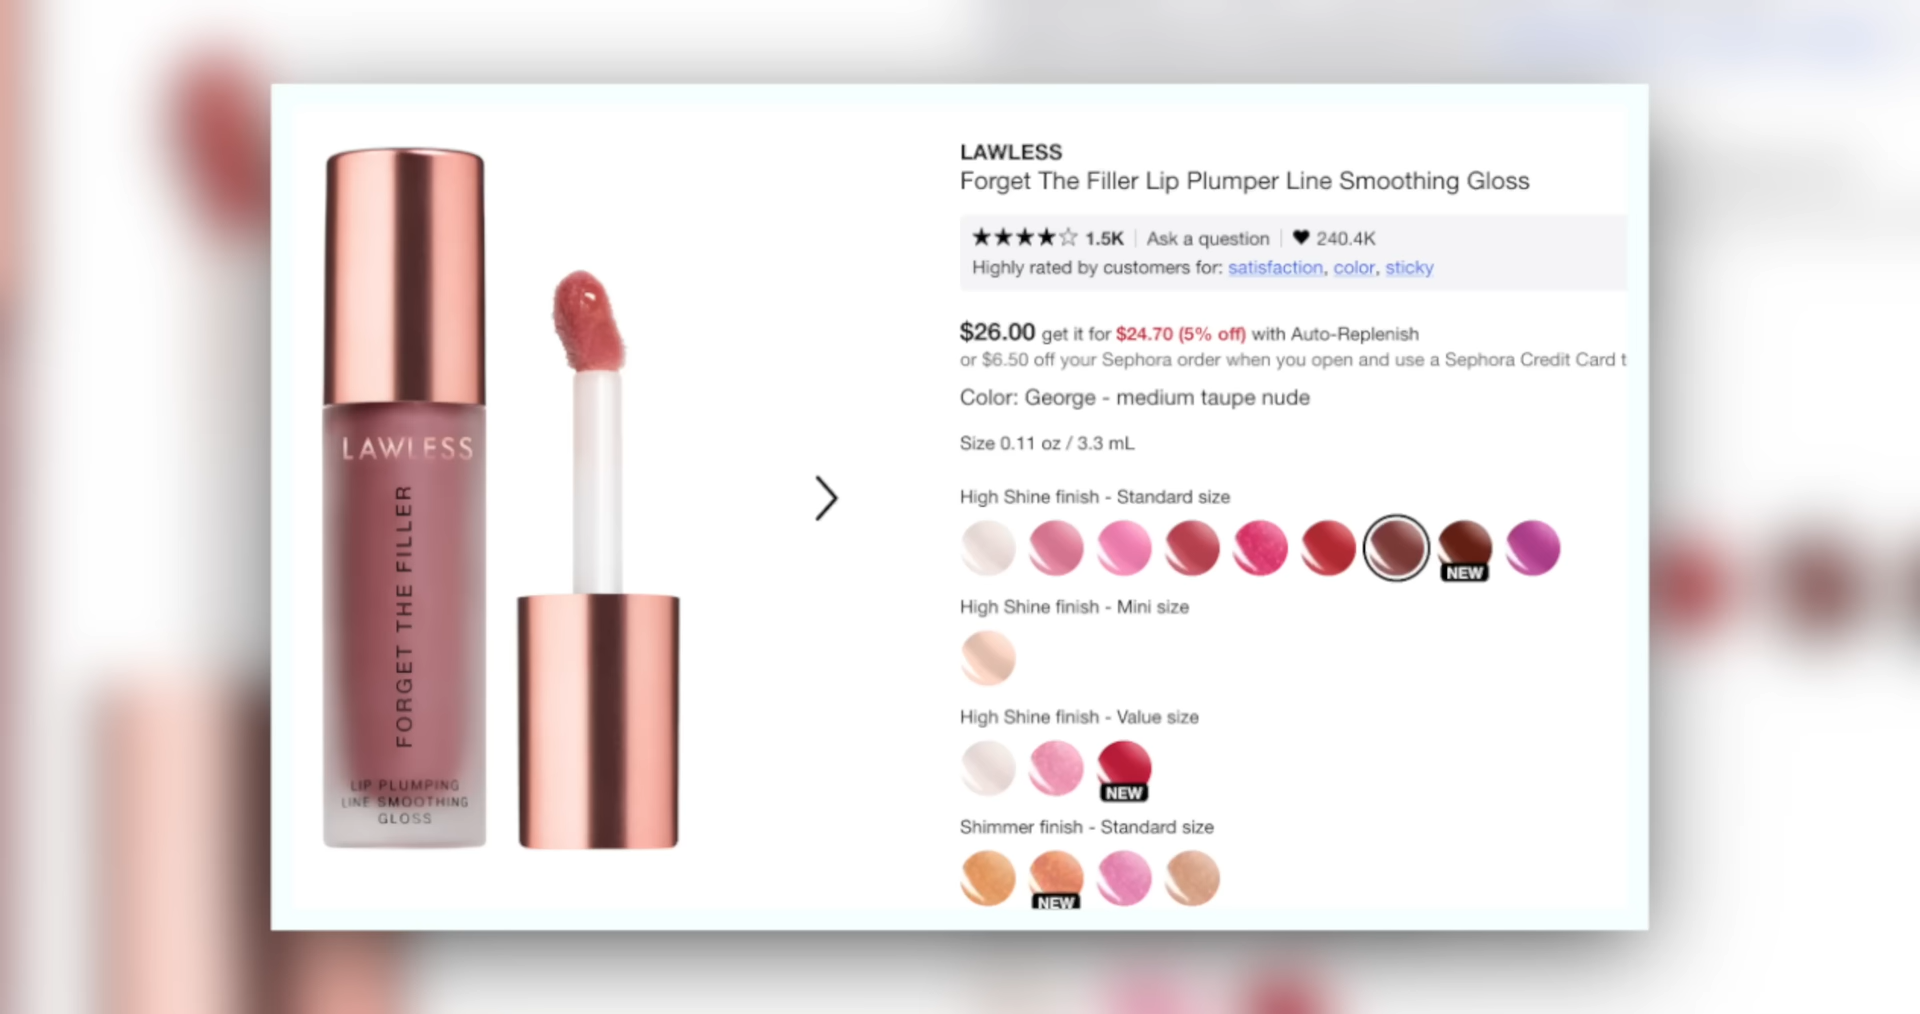 LAWLESS
FORGET THE FILLER
LIP PLUMPING
LINE SMOOTHING
GLOSS
LAWLESS
Forget The Filler Lip Plumper Line Smoothing Gloss
★★★★☆ 1.5K | Ask a question | ♥ 240.4K
Highly rated by customers for: satisfaction, color, sticky
$26.00 get it for $24.70 (5% off) with Auto-Replenish
or $6.50 off your Sephora order when you open and use a Sephora Credit Card t
Color: George - medium taupe nude
Size 0.11 oz / 3.3 mL
High Shine finish - Standard size
NEW
High Shine finish - Mini size
High Shine finish - Value size
NEW
Shimmer finish - Standard size
NEW